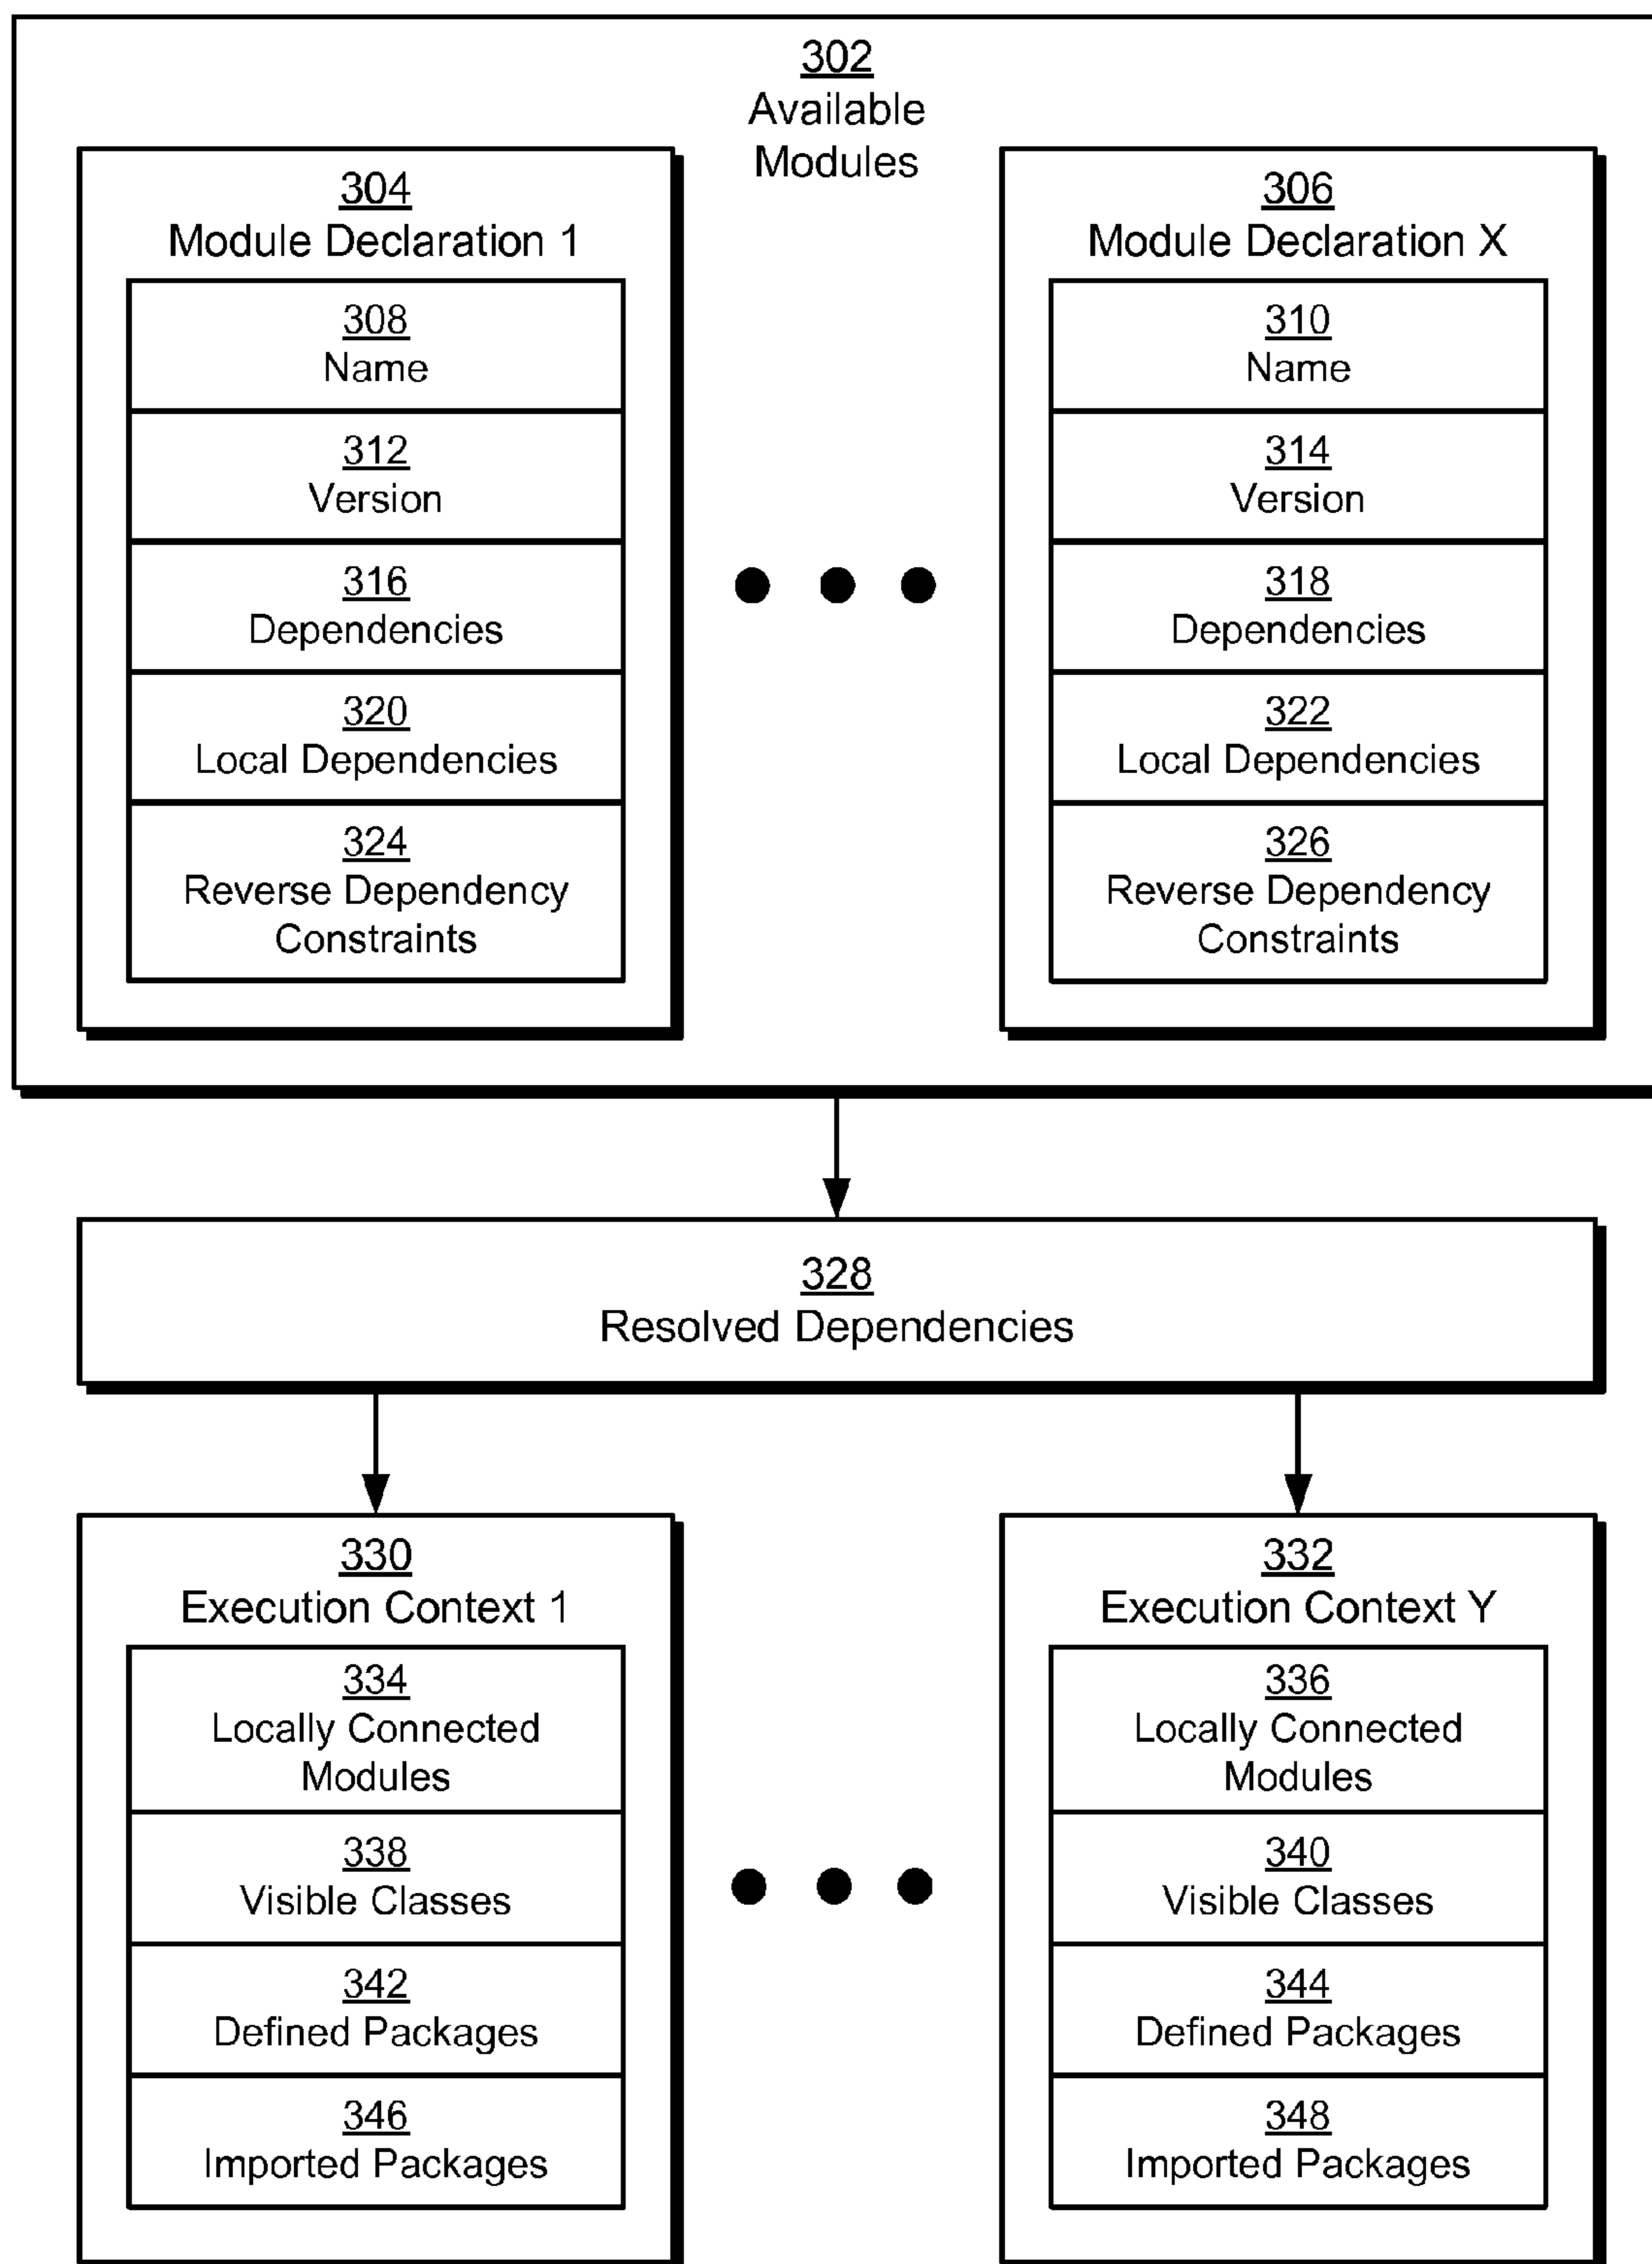 302
Available
Modules
304
Module Declaration 1
308
Name
312
Version
316
Dependencies
320
Local Dependencies
324
Reverse Dependency
Constraints
306
Module Declaration X
310
Name
314
Version
318
Dependencies
322
Local Dependencies
326
Reverse Dependency
Constraints
328
Resolved Dependencies
330
Execution Context 1
334
Locally Connected
Modules
338
Visible Classes
342
Defined Packages
346
Imported Packages
332
Execution Context Y
336
Locally Connected
Modules
340
Visible Classes
344
Defined Packages
348
Imported Packages